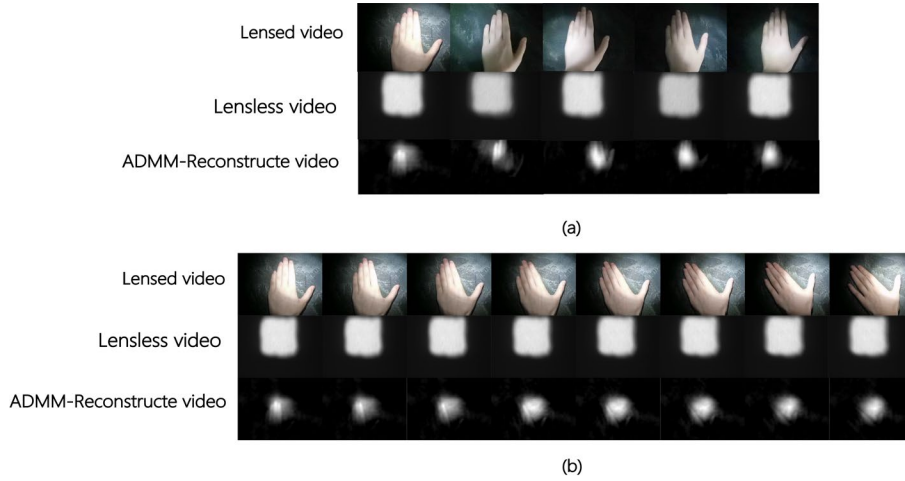 Lensed video
Lensless video
ADMM-Reconstructe video
(a)
Lensed video
Lensless video
ADMM-Reconstructe video
(b)